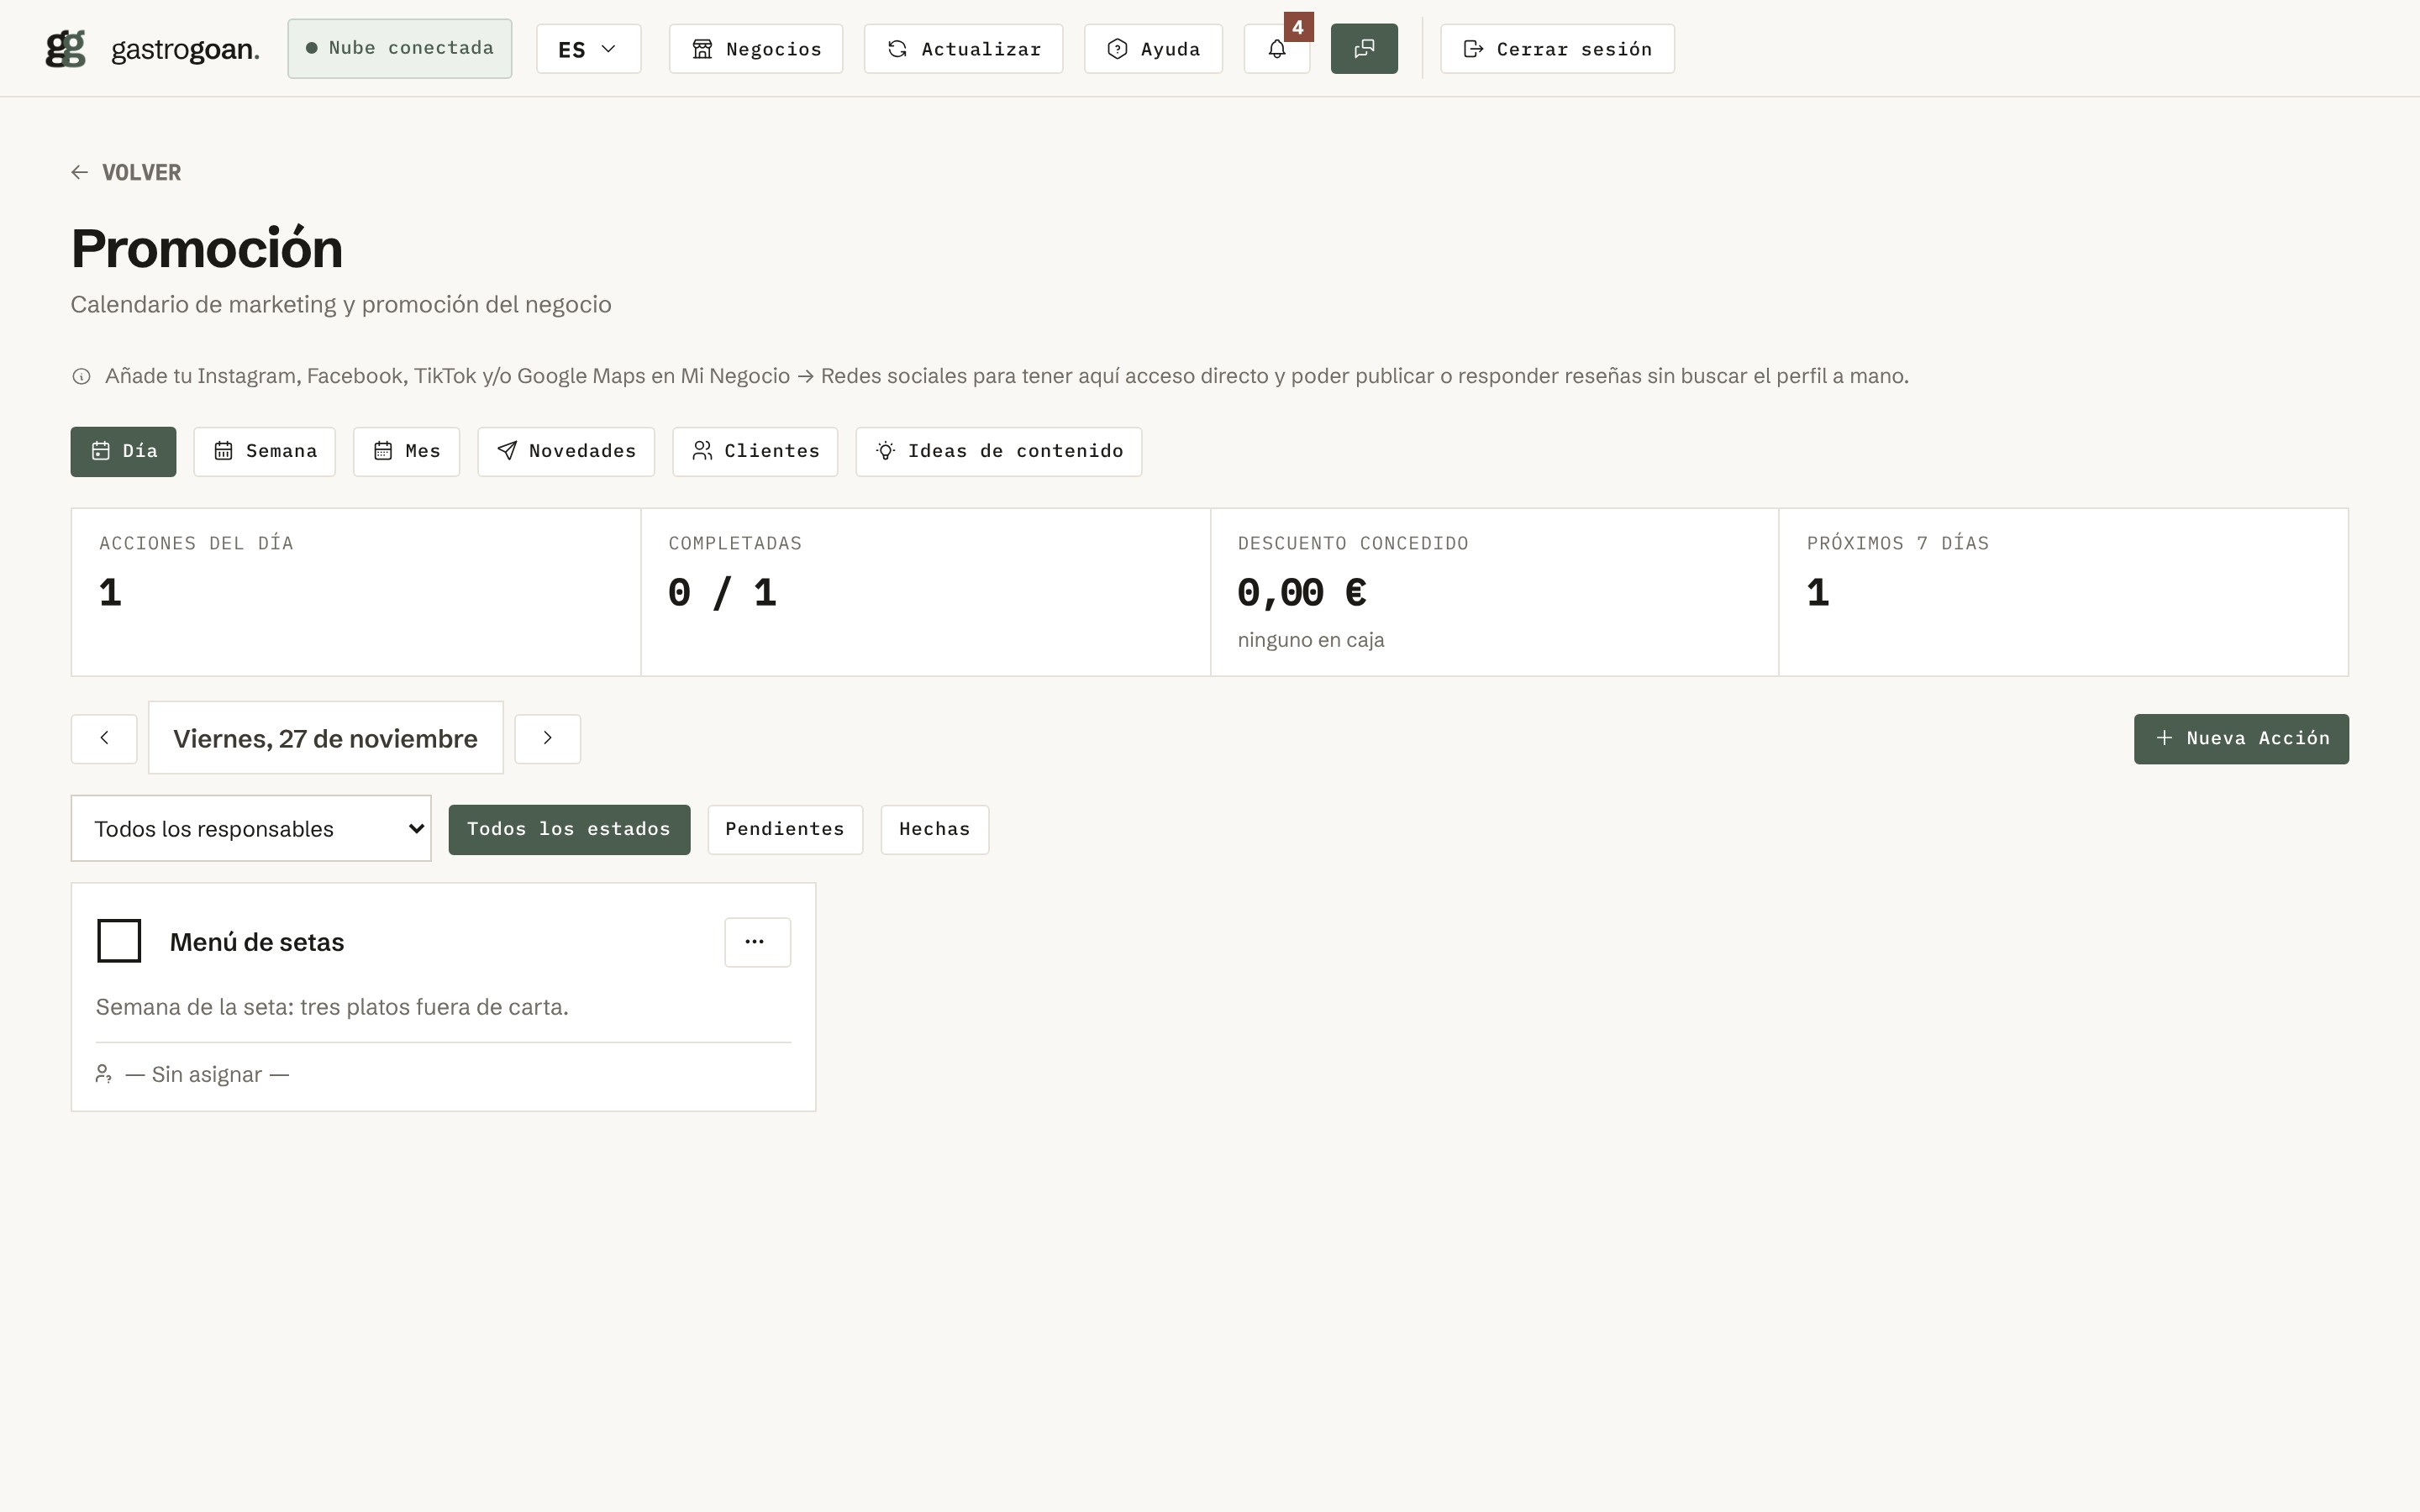 gg gastrogoan.
Nube conectada
ES
Negocios
Actualizar
Ayuda
4
Cerrar sesión
← VOLVER
Promoción
Calendario de marketing y promoción del negocio
Añade tu Instagram, Facebook, TikTok y/o Google Maps en Mi Negocio → Redes sociales para tener aquí acceso directo y poder publicar o responder reseñas sin buscar el perfil a mano.
Día
Semana
Mes
Novedades
Clientes
Ideas de contenido
ACCIONES DEL DÍA
1
COMPLETADAS
0 / 1
DESCUENTO CONCEDIDO
0,00 €
ninguno en caja
PRÓXIMOS 7 DÍAS
1
Viernes, 27 de noviembre
+ Nueva Acción
Todos los responsables
Todos los estados
Pendientes
Hechas
Menú de setas
...
Semana de la seta: tres platos fuera de carta.
— Sin asignar —